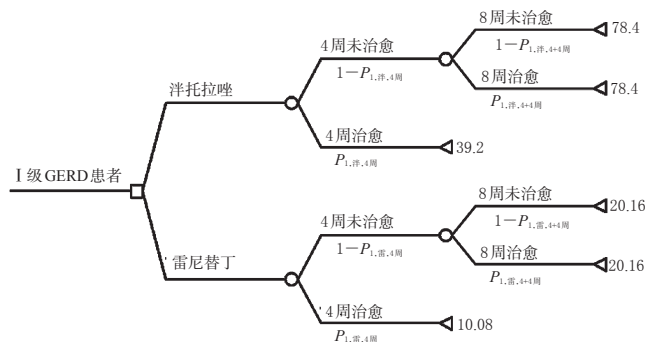 8周未治愈
78.4
4周未治愈
1-P1,泮,4+4周
1-P1,泮,4周
8周治愈
78.4
泮托拉唑
P1,泮,4+4周
4周治愈
39.2
P1,泮,4周
Ⅰ级GERD患者
8周未治愈
20.16
4周未治愈
1-P1,雷,4+4周
1-P1,雷,4周
8周治愈
20.16
雷尼替丁
P1,雷,4+4周
4周治愈
10.08
P1,雷,4周